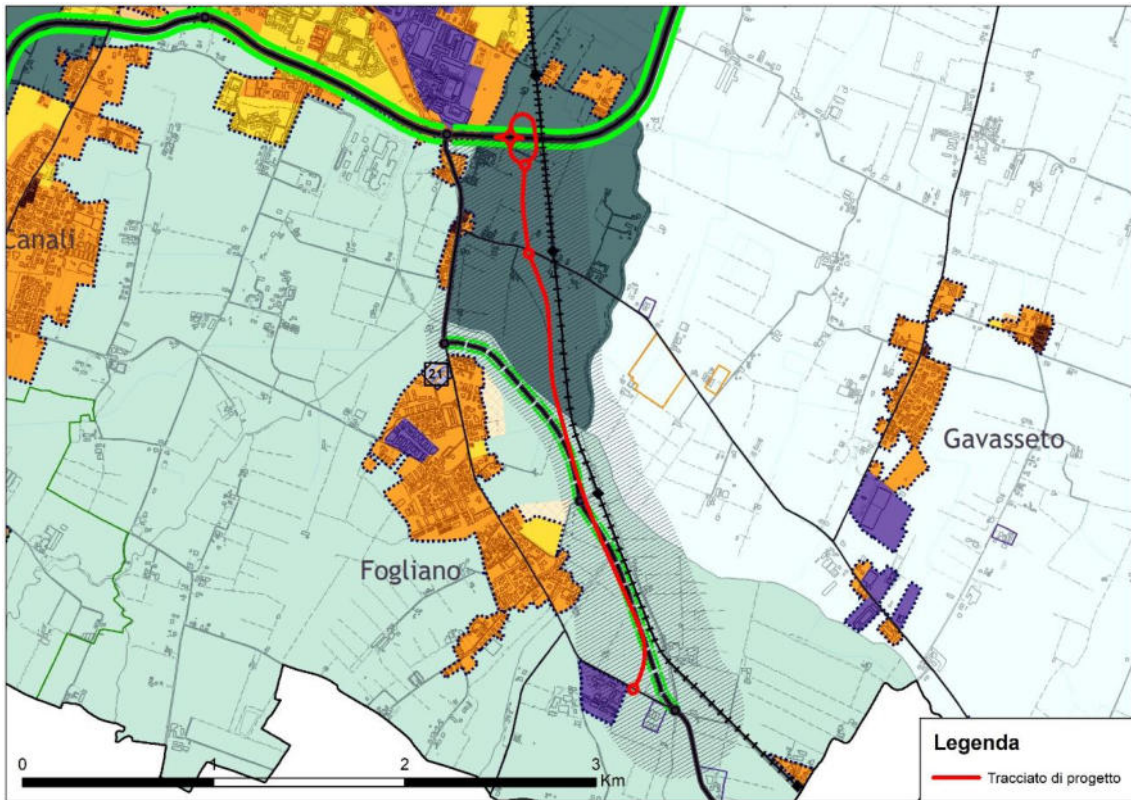 Canali
21
Gavasseto
Fogliano
0 1 2 3
Km
Legenda
Tracciato di progetto